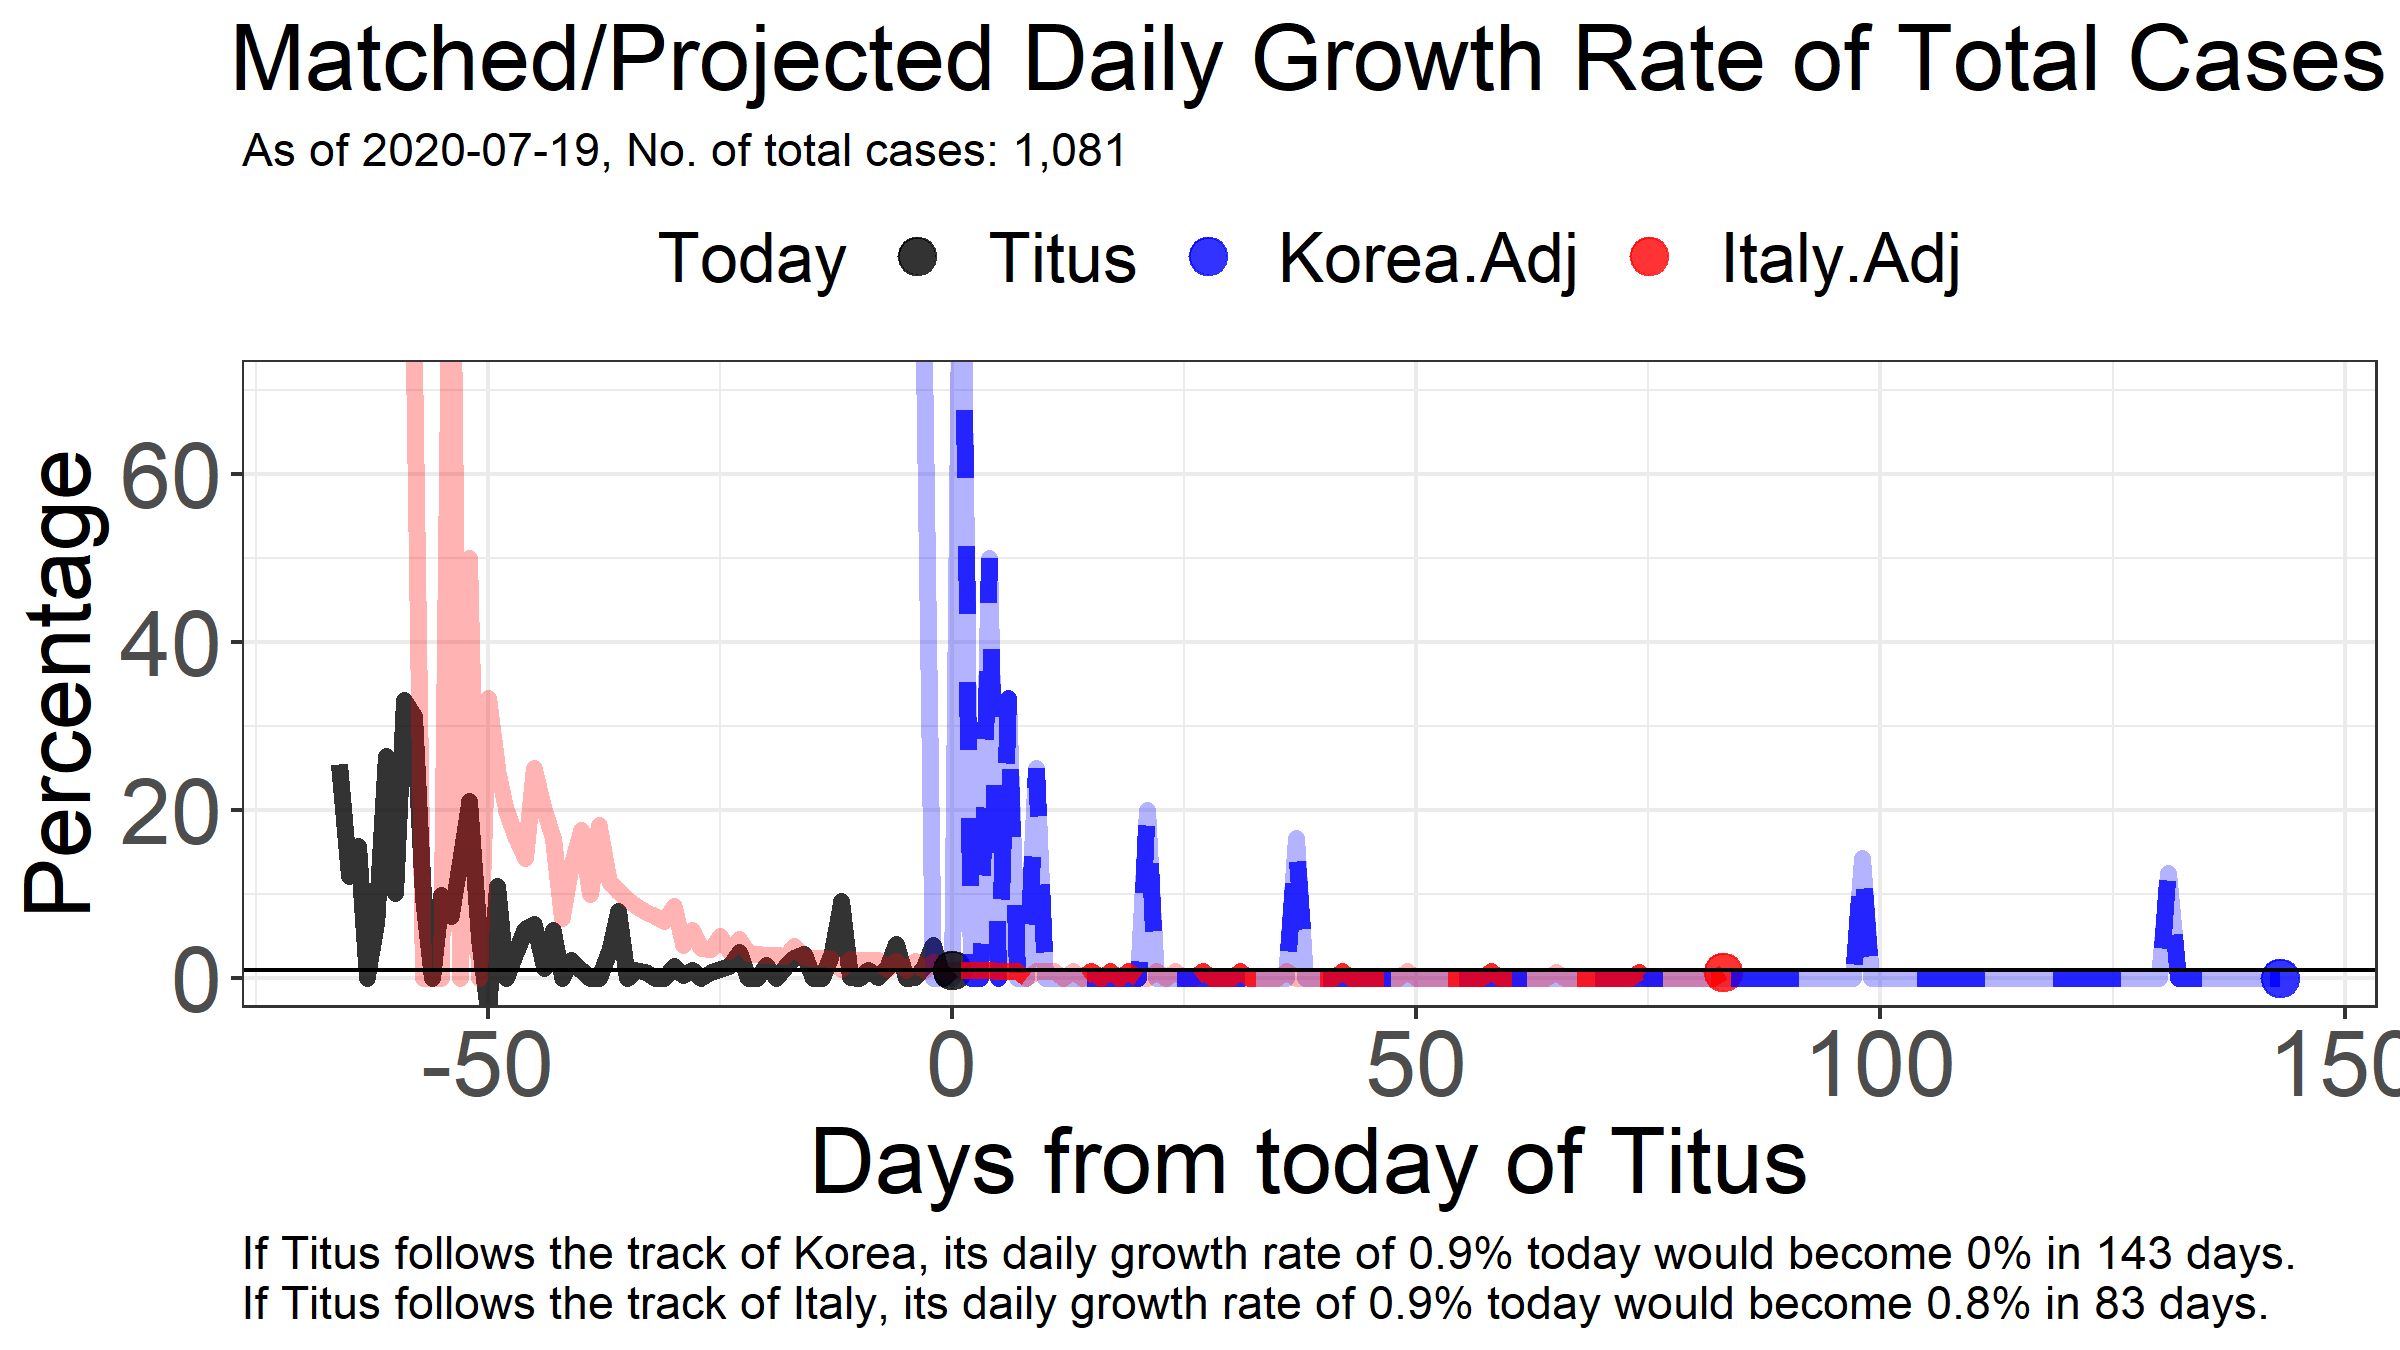 Matched/Projected Daily Growth Rate of Total Cases
As of 2020-07-19, No. of total cases: 1,081
Today Titus Korea.Adj Italy.Adj
Percentage
60
40
20
0
-50 0 50 100 150
Days from today of Titus
If Titus follows the track of Korea, its daily growth rate of 0.9% today would become 0% in 143 days.
If Titus follows the track of Italy, its daily growth rate of 0.9% today would become 0.8% in 83 days.